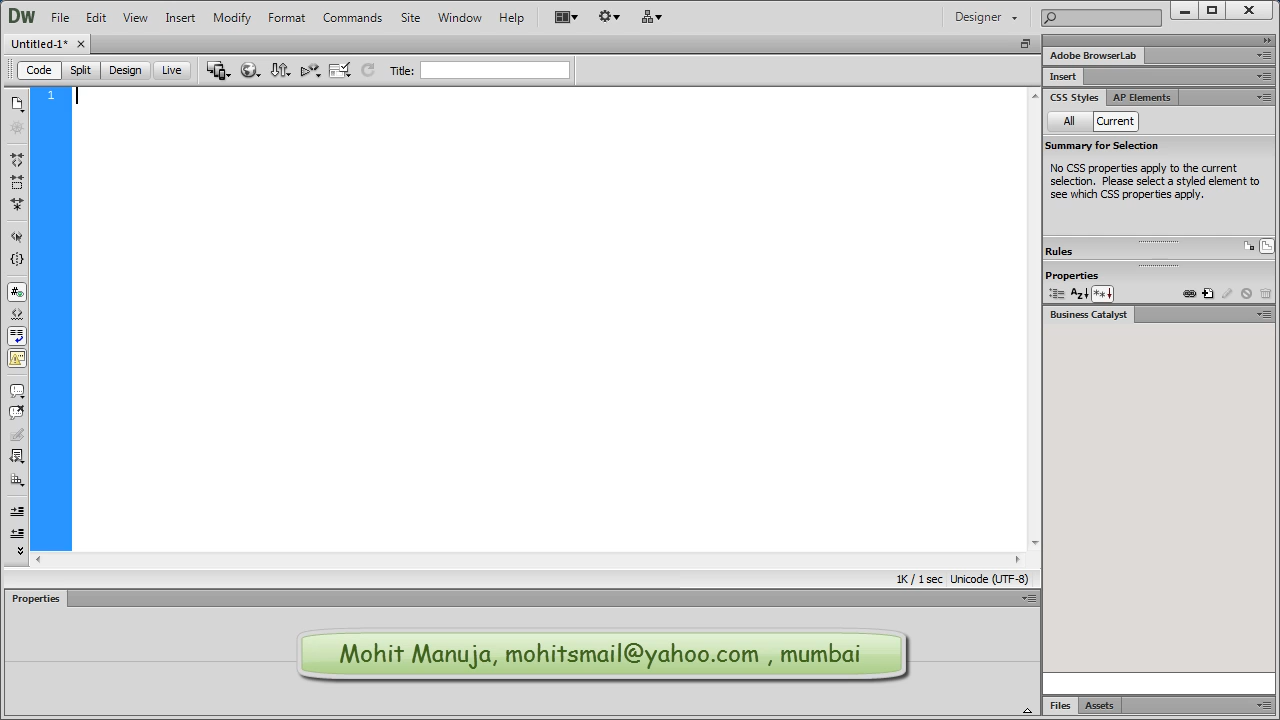 Dw File Edit View Insert Modify Format Commands Site Window Help Designer
Untitled-1*
Code Split Design Live Title:
1
1K / 1 sec Unicode (UTF-8)
Properties
Mohit Manuja, mohitsmail@yahoo.com , mumbai
Adobe BrowserLab
Insert
CSS Styles AP Elements
All Current
Summary for Selection
No CSS properties apply to the current
selection. Please select a styled element to
see which CSS properties apply.
Rules
Properties
Business Catalyst
Files Assets